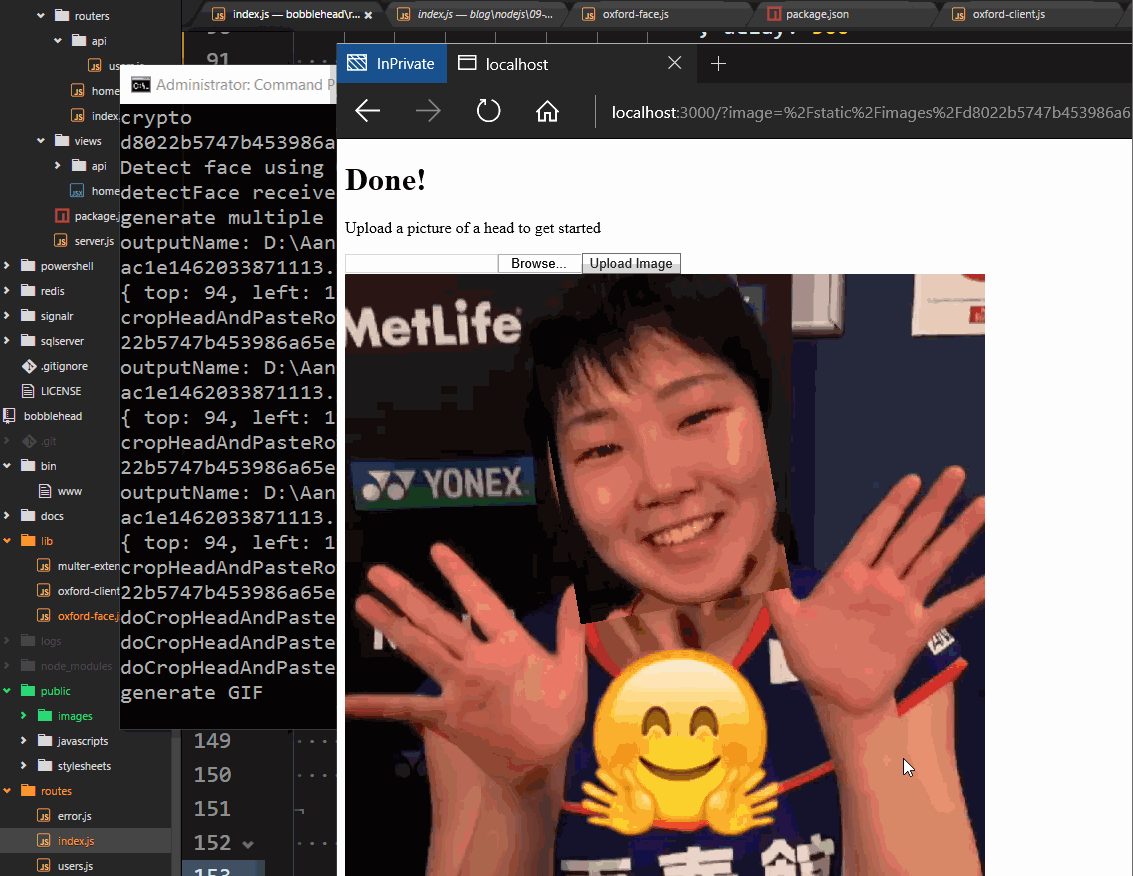 routers
api
users.js
home
index.
views
api
home
package.j
server.js
powershell
redis
signalr
sqlserver
.gitignore
LICENSE
bobblehead
.git
bin
www
docs
lib
multer-exten
oxford-client
oxford-face.j
logs
node_modules
public
images
javascripts
stylesheets
routes
error.js
index.js
users.js
index.js — bobblehead\r...
index.js — blog\nodejs\09-...
oxford-face.js
package.json
oxford-client.js
91
149
150
151
152
153
Administrator: Command P
crypto
d8022b5747b453986a
Detect face using
detectFace receive
generate multiple
outputName: D:\Aan
ac1e1462033871113.
{ top: 94, left: 1
cropHeadAndPasteRo
22b5747b453986a65e
outputName: D:\Aan
ac1e1462033871113.
{ top: 94, left: 1
cropHeadAndPasteRo
22b5747b453986a65e
outputName: D:\Aan
ac1e1462033871113.
{ top: 94, left: 1
cropHeadAndPasteRo
22b5747b453986a65e
doCropHeadAndPaste
doCropHeadAndPaste
doCropHeadAndPaste
generate GIF
InPrivate
localhost
localhost:3000/?image=%2Fstatic%2Fimages%2Fd8022b5747b453986a6
Done!
Upload a picture of a head to get started
Browse...
Upload Image
MetLife
YONEX